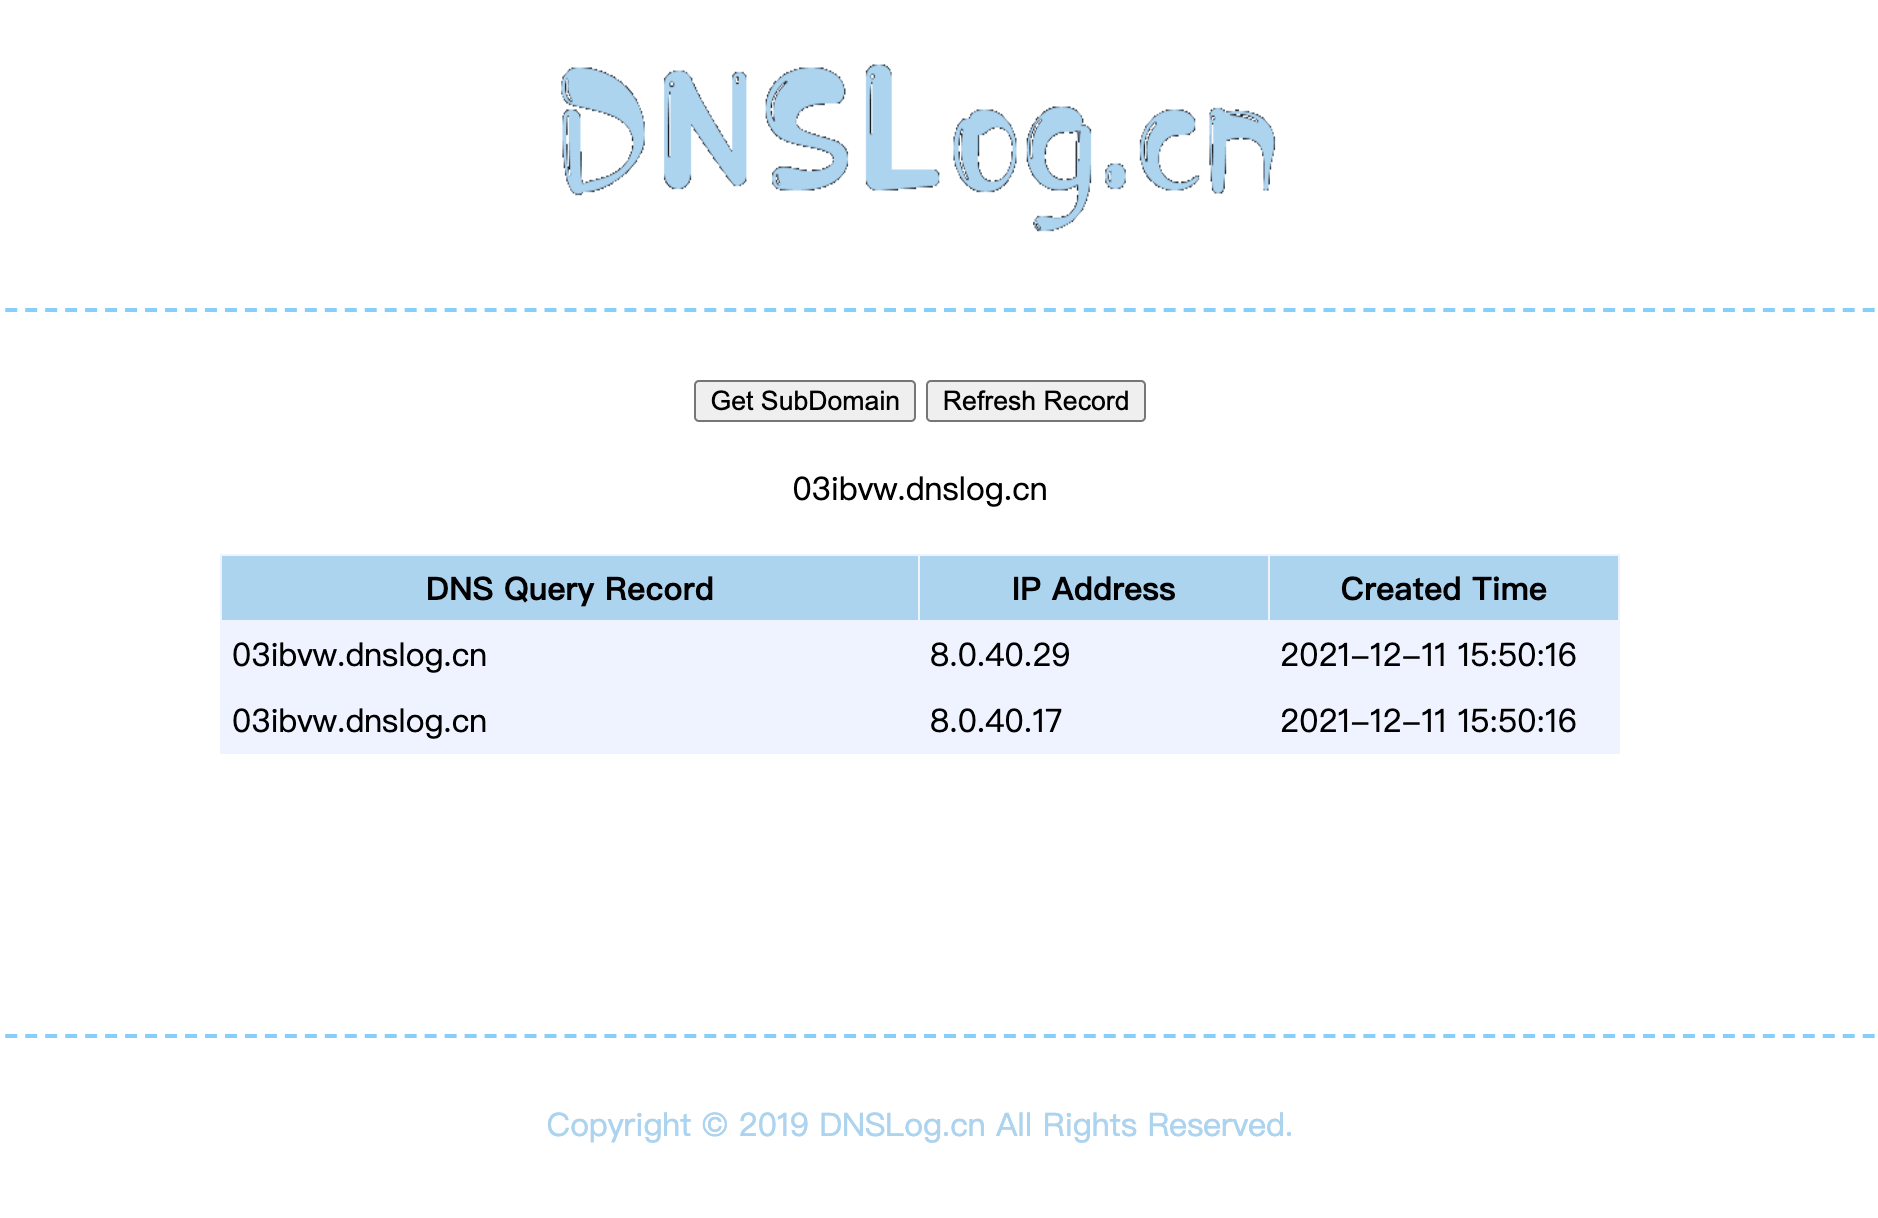 DNSLog.cn
Get SubDomain Refresh Record
03ibvw.dnslog.cn
DNS Query Record IP Address Created Time
03ibvw.dnslog.cn 8.0.40.29 2021-12-11 15:50:16
03ibvw.dnslog.cn 8.0.40.17 2021-12-11 15:50:16
Copyright © 2019 DNSLog.cn All Rights Reserved.